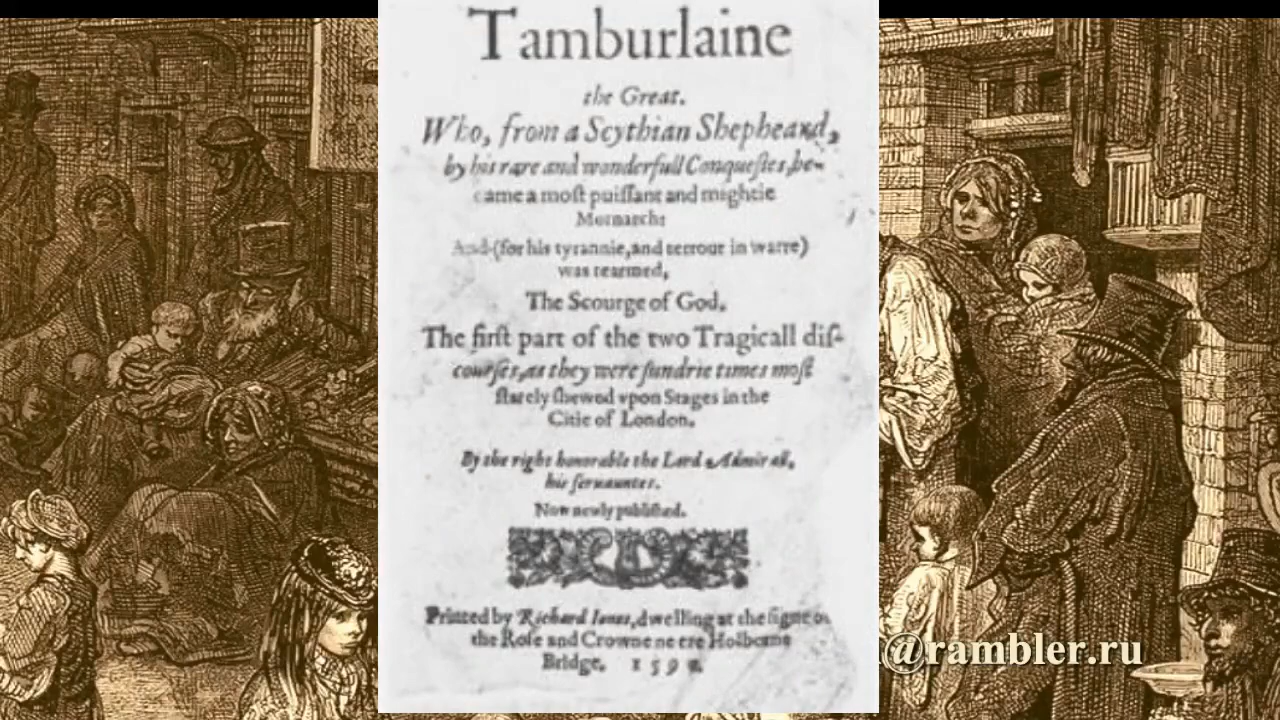 Tamburlaine
the Great.
Who, from a Scythian Shepheard,
by his rare and wonderfull Conquestes, be-
came a most puissant and mightie
Monarch:
And (for his tyrannie, and terrour in warre)
was tearmed,
The Scourge of God.
The first part of the two Tragicall dis-
courses, as they were sundrie times most
stately shewed vpon Stages in the
Citie of London.
By the right honorable the Lord Admirall,
his seruauntes.
Now newly published.
Printed by Richard Iones, dwelling at the signe of
the Rose and Crowne neere Holborne
Bridge. 159
@rambler.ru